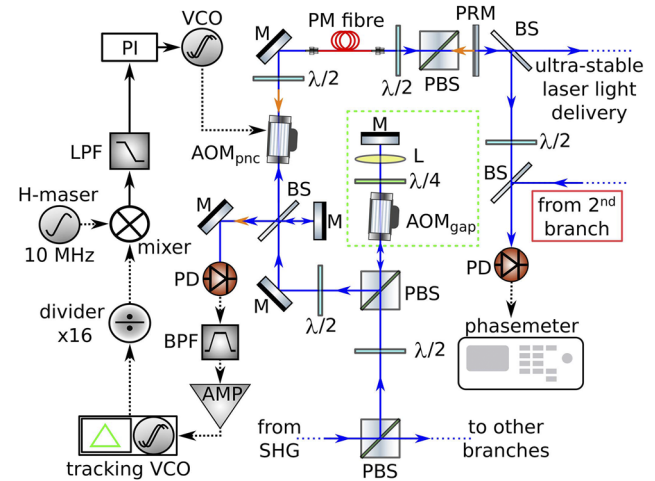 VCO
PI
M
PM fibre
PRM
BS
λ/2
λ/2
PBS
ultra-stable
laser light
delivery
LPF
AOMpnc
M
L
λ/4
AOMgap
λ/2
BS
H-maser
10 MHz
mixer
BS
M
M
from 2nd
branch
PD
M
λ/2
PBS
PD
divider
x16
BPF
λ/2
phasemeter
AMP
from
SHG
to other
branches
tracking VCO
PBS